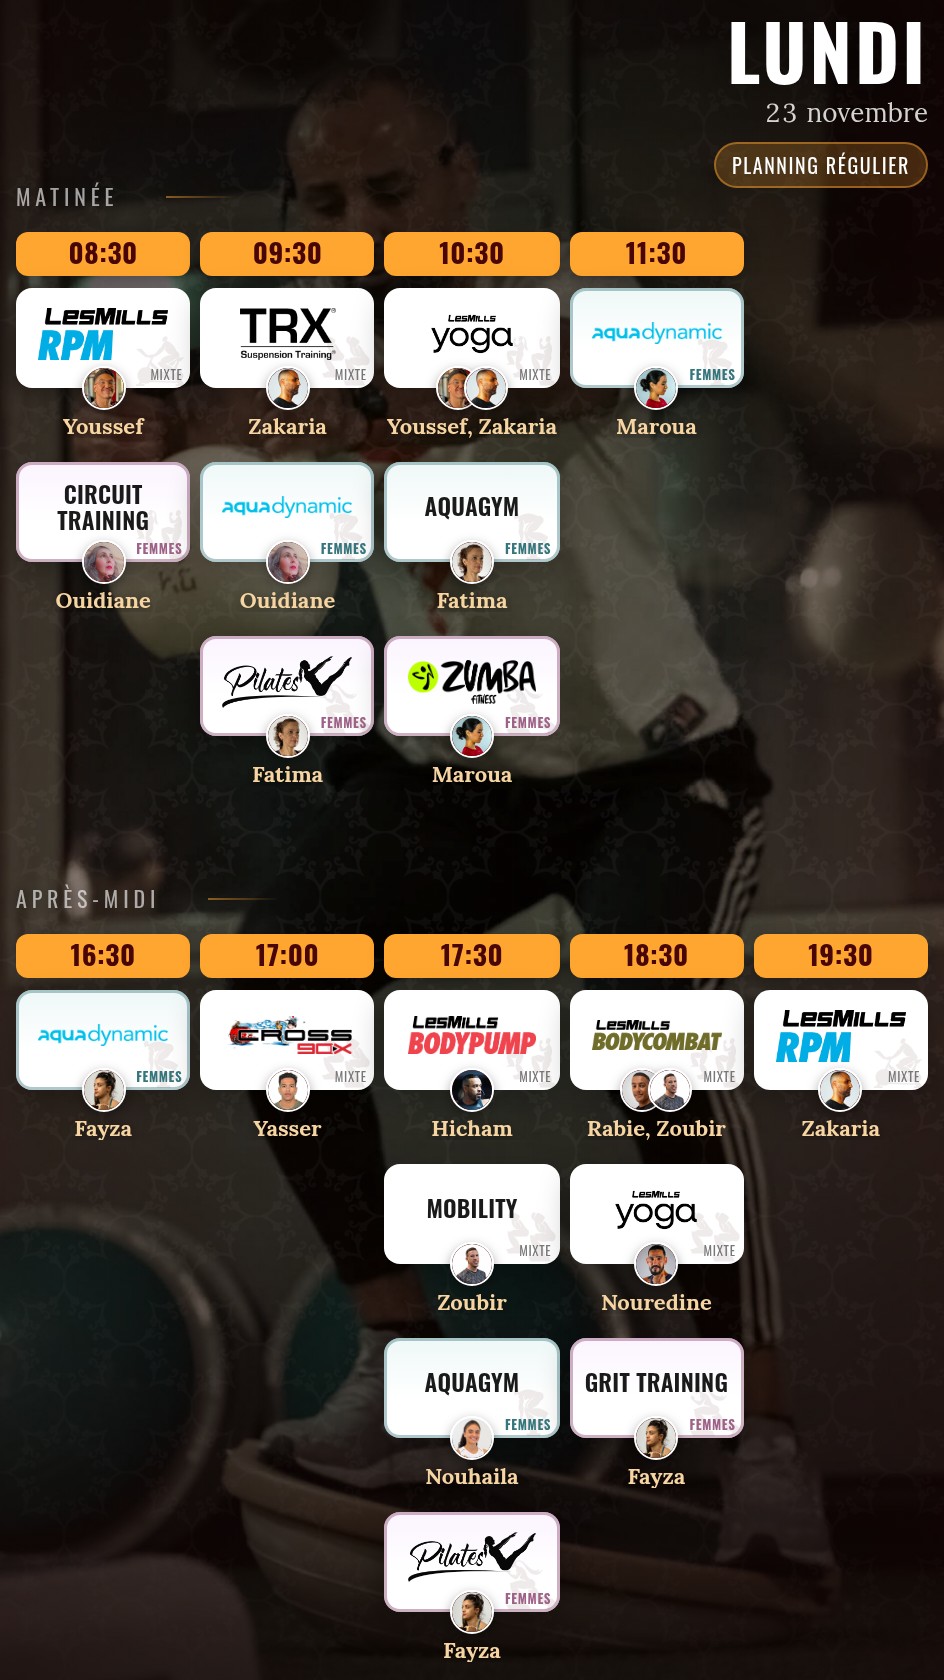 LUNDI
23 novembre
PLANNING RÉGULIER
MATINÉE
08:30
09:30
10:30
11:30
LESMILLS
RPM
MIXTE
Youssef
TRX
Suspension Training
MIXTE
Zakaria
LESMILLS
yoga
MIXTE
Youssef, Zakaria
aquadynamic
FEMMES
Maroua
CIRCUIT
TRAINING
FEMMES
Ouidiane
aquadynamic
FEMMES
Ouidiane
AQUAGYM
FEMMES
Fatima
Pilates
FEMMES
Fatima
ZUMBA
FITNESS
FEMMES
Maroua
APRÈS-MIDI
16:30
17:00
17:30
18:30
19:30
aquadynamic
FEMMES
Fayza
CROSS
90X
MIXTE
Yasser
LESMILLS
BODYPUMP
MIXTE
Hicham
LESMILLS
BODYCOMBAT
MIXTE
Rabie, Zoubir
LESMILLS
RPM
MIXTE
Zakaria
MOBILITY
MIXTE
Zoubir
LESMILLS
yoga
MIXTE
Nouredine
AQUAGYM
FEMMES
Nouhaila
GRIT TRAINING
FEMMES
Fayza
Pilates
FEMMES
Fayza